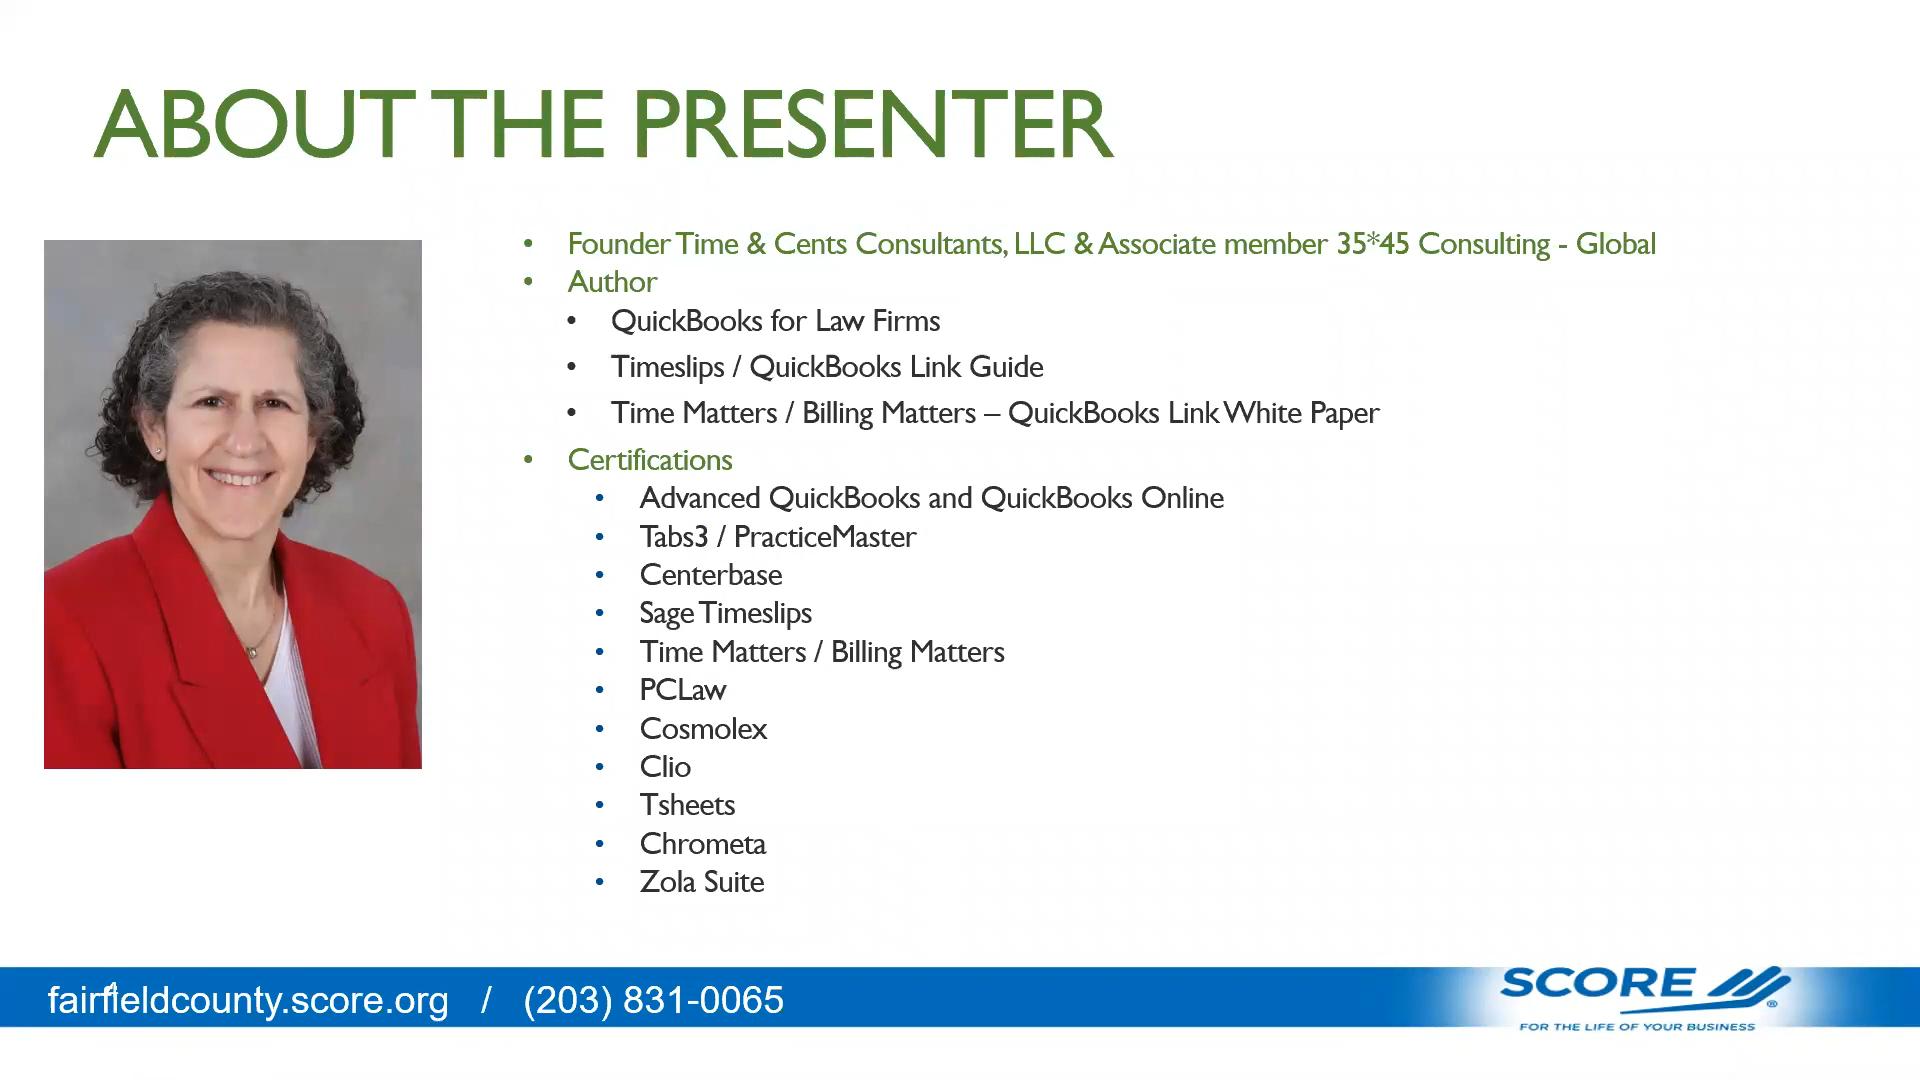 ABOUT THE PRESENTER
• Founder Time & Cents Consultants, LLC & Associate member 35*45 Consulting - Global
• Author
• QuickBooks for Law Firms
• Timeslips / QuickBooks Link Guide
• Time Matters / Billing Matters – QuickBooks Link White Paper
• Certifications
• Advanced QuickBooks and QuickBooks Online
• Tabs3 / PracticeMaster
• Centerbase
• Sage Timeslips
• Time Matters / Billing Matters
• PCLaw
• Cosmolex
• Clio
• Tsheets
• Chrometa
• Zola Suite
fairfieldcounty.score.org / (203) 831-0065
4
SCORE®
FOR THE LIFE OF YOUR BUSINESS